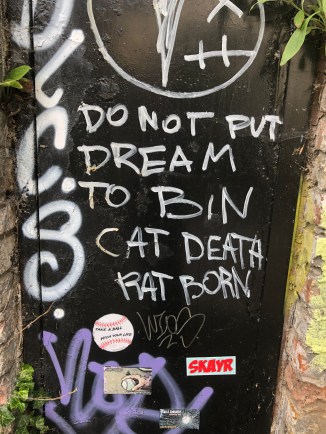 DO NOT PUT
DREAM
TO BIN
CAT DEATH
RAT BORN
SKAYR